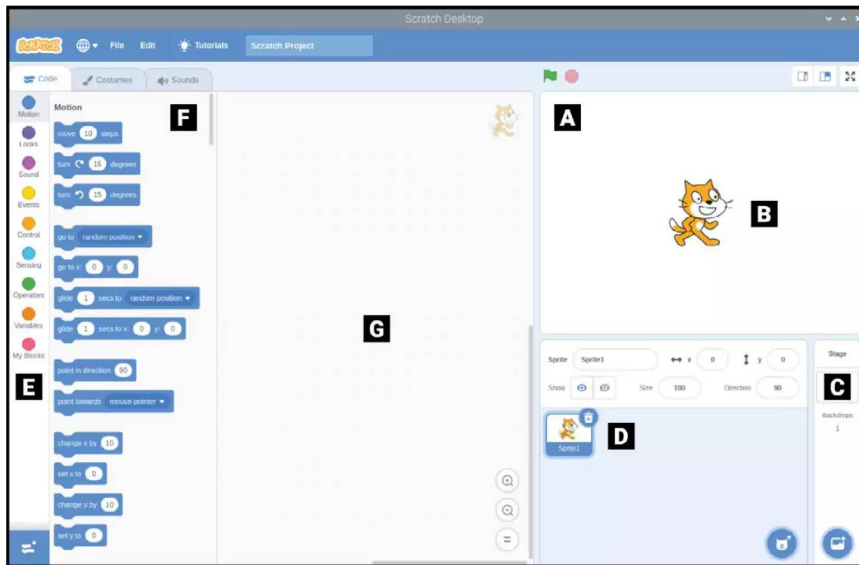 Scratch Desktop
SCRATCH File Edit Tutorials Scratch Project
Code Costumes Sounds
Motion
Looks
Sound
Events
Control
Sensing
Operators
Variables
My Blocks
E
Motion
F
move 10 steps
turn 15 degrees
turn 15 degrees
go to random position
go to x: 0 y: 0
glide 1 secs to random position
glide 1 secs to x: 0 y: 0
point in direction 90
point towards mouse-pointer
change x by 10
set x to 0
change y by 10
set y to 0
G
A
B
Sprite Sprite1 x 0 y 0
Show Size 100 Direction 90
Sprite1
D
Stage
C
Backdrops
1